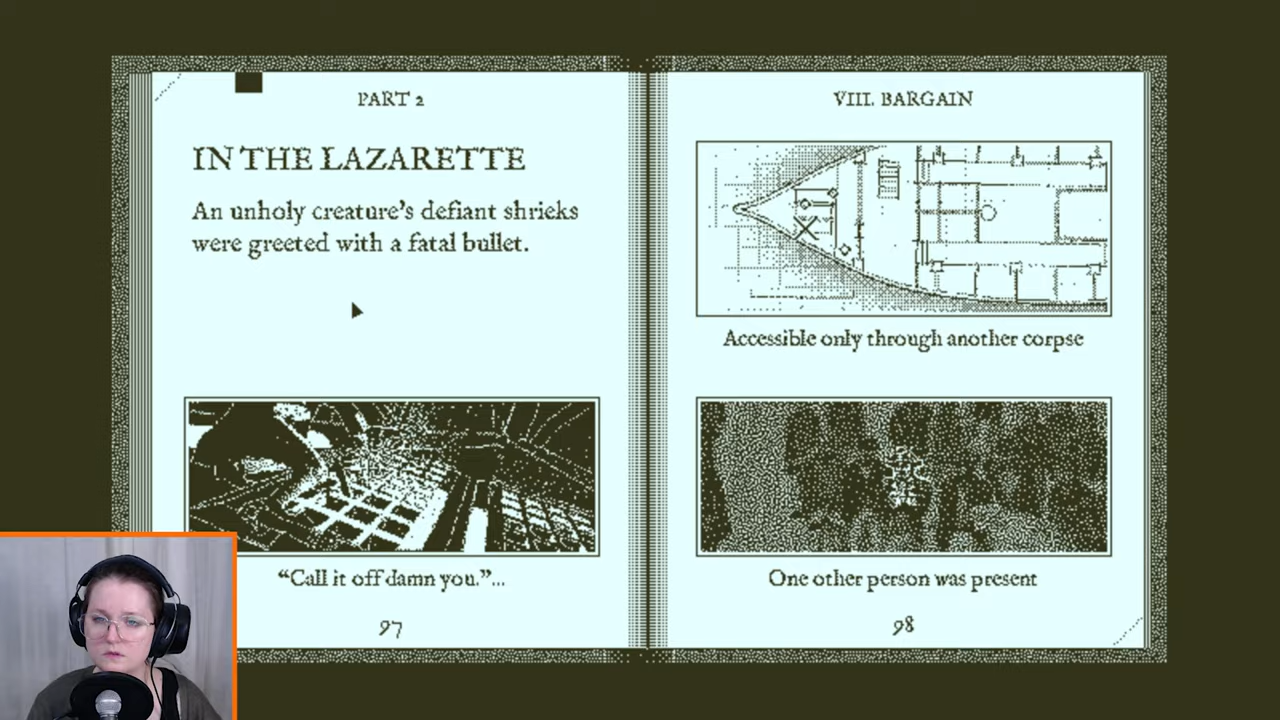 PART 2
IN THE LAZARETTE
An unholy creature's defiant shrieks
were greeted with a fatal bullet.
“Call it off damn you.”...
97
VIII. BARGAIN
Accessible only through another corpse
One other person was present
98